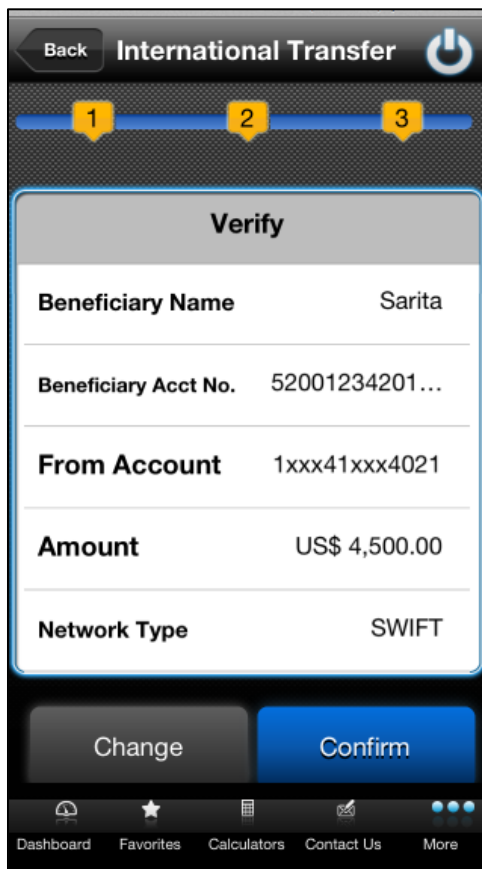 Back International Transfer
1 2 3
Verify
Beneficiary Name Sarita
Beneficiary Acct No. 52001234201...
From Account 1xxx41xxx4021
Amount US$ 4,500.00
Network Type SWIFT
Change Confirm
Dashboard Favorites Calculators Contact Us More